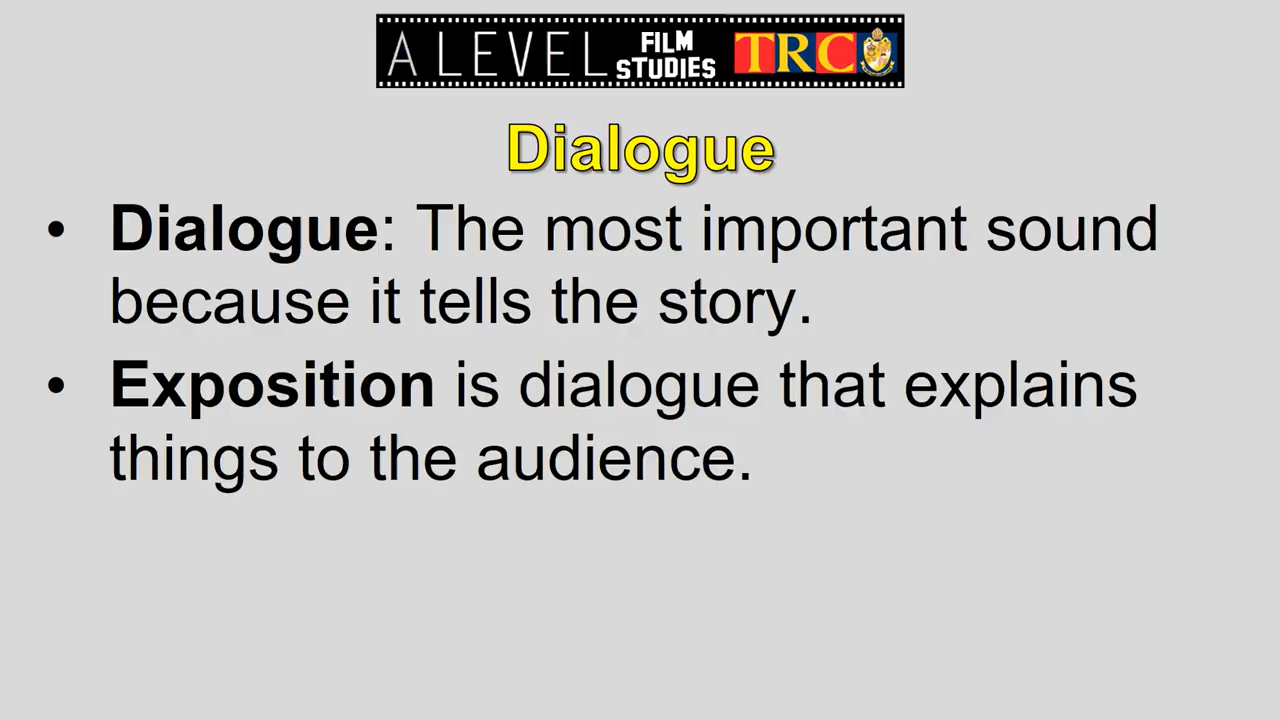 A LEVEL FILM STUDIES TRC
Dialogue
• Dialogue: The most important sound
because it tells the story.
• Exposition is dialogue that explains
things to the audience.